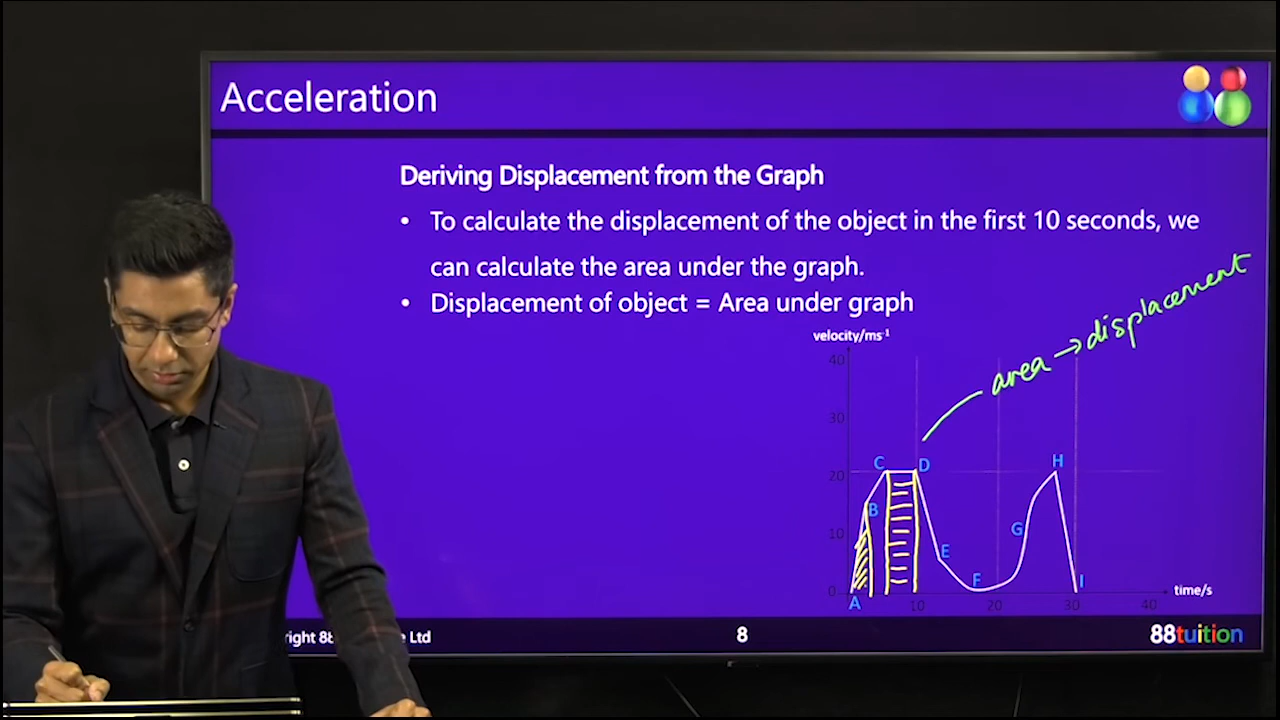 Acceleration
Deriving Displacement from the Graph
• To calculate the displacement of the object in the first 10 seconds, we
can calculate the area under the graph.
• Displacement of object = Area under graph
velocity/ms⁻¹
area → displacement
40
30
20
10
0
A
B
C
D
E
F
G
H
I
10
20
30
40
time/s
right 88
Ltd
8
88tuition